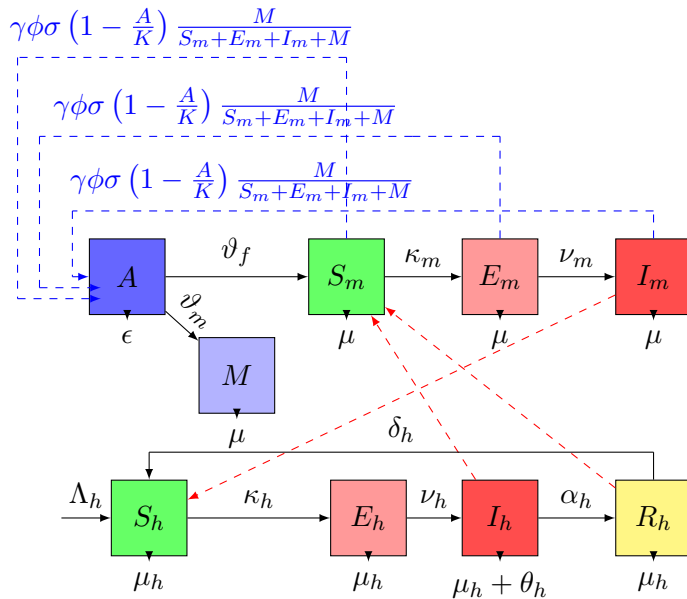 γϕσ (1 − A/K) M/(S_m+E_m+I_m+M)
γϕσ (1 − A/K) M/(S_m+E_m+I_m+M)
γϕσ (1 − A/K) M/(S_m+E_m+I_m+M)
ϑ_f κ_m ν_m
A S_m E_m I_m
ϑ_m
ϵ μ μ μ
M
μ
δ_h
Λ_h κ_h ν_h α_h
S_h E_h I_h R_h
μ_h μ_h μ_h + θ_h μ_h